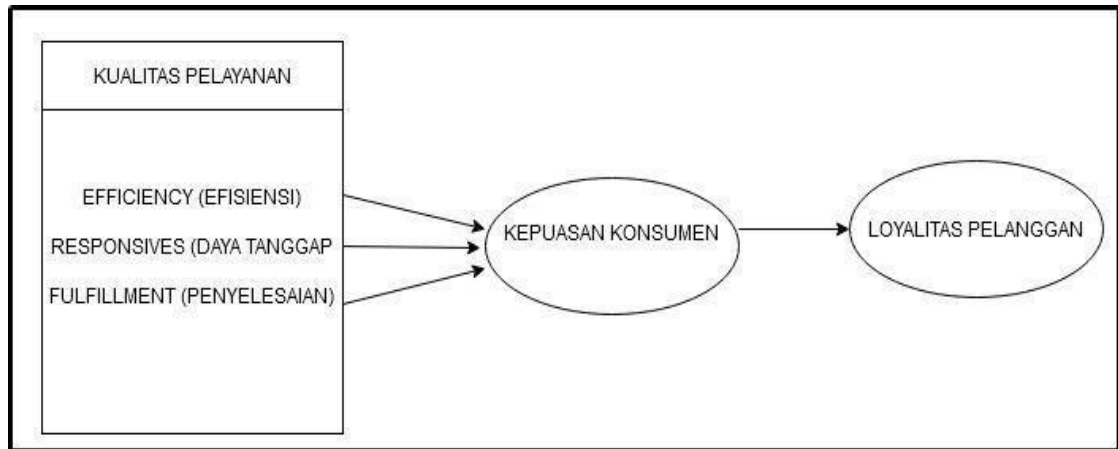 KUALITAS PELAYANAN
EFFICIENCY (EFISIENSI)
RESPONSIVES (DAYA TANGGAP
FULFILLMENT (PENYELESAIAN)
KEPUASAN KONSUMEN
LOYALITAS PELANGGAN